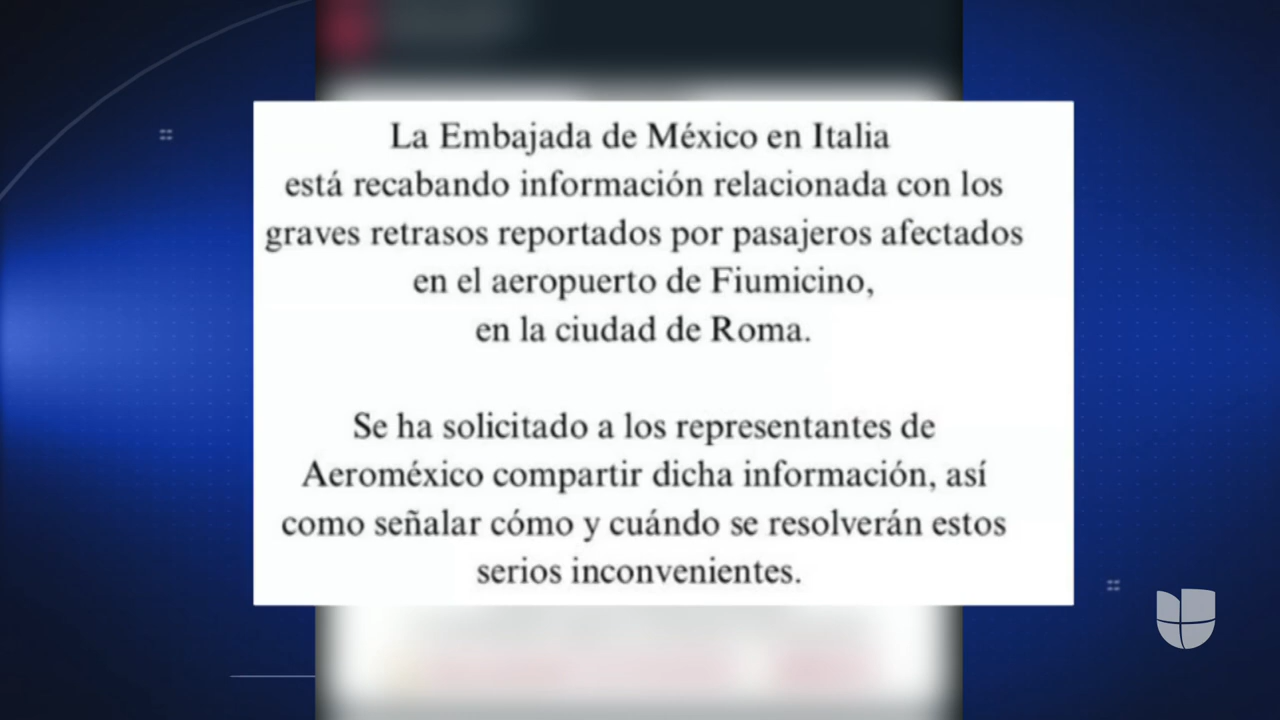 La Embajada de México en Italia
está recabando información relacionada con los
graves retrasos reportados por pasajeros afectados
en el aeropuerto de Fiumicino,
en la ciudad de Roma.
Se ha solicitado a los representantes de
Aeroméxico compartir dicha información, así
como señalar cómo y cuándo se resolverán estos
serios inconvenientes.